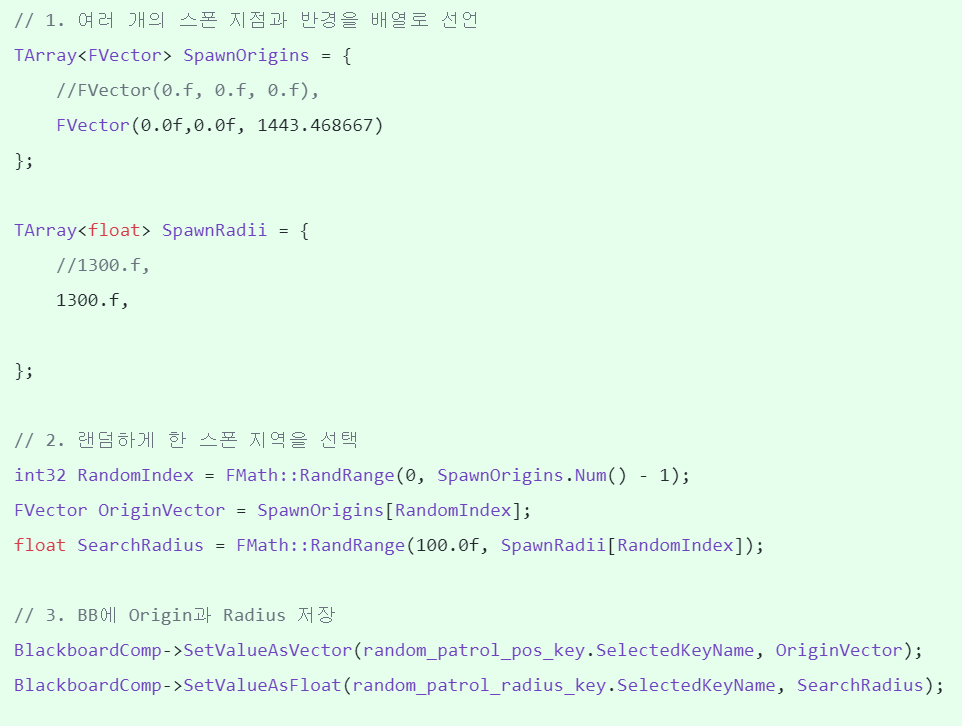 // 1. 여러 개의 스폰 지점과 반경을 배열로 선언
TArray<FVector> SpawnOrigins = {
    //FVector(0.f, 0.f, 0.f),
    FVector(0.0f,0.0f, 1443.468667)
};

TArray<float> SpawnRadii = {
    //1300.f,
    1300.f,

};

// 2. 랜덤하게 한 스폰 지역을 선택
int32 RandomIndex = FMath::RandRange(0, SpawnOrigins.Num() - 1);
FVector OriginVector = SpawnOrigins[RandomIndex];
float SearchRadius = FMath::RandRange(100.0f, SpawnRadii[RandomIndex]);

// 3. BB에 Origin과 Radius 저장
BlackboardComp->SetValueAsVector(random_patrol_pos_key.SelectedKeyName, OriginVector);
BlackboardComp->SetValueAsFloat(random_patrol_radius_key.SelectedKeyName, SearchRadius);